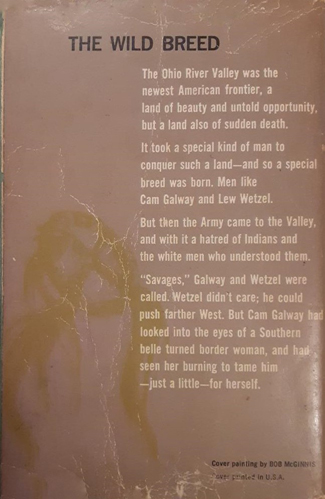 THE WILD BREED
The Ohio River Valley was the
newest American frontier, a
land of beauty and untold opportunity,
but a land also of sudden death.
It took a special kind of man to
conquer such a land—and so a special
breed was born. Men like
Cam Galway and Lew Wetzel.
But then the Army came to the Valley,
and with it a hatred of Indians and
the white men who understood them.
"Savages," Galway and Wetzel were
called. Wetzel didn't care; he could
push farther West. But Cam Galway had
looked into the eyes of a Southern
belle turned border woman, and had
seen her burning to tame him
—just a little—for herself.
Cover painting by BOB McGINNIS
printed in U.S.A.